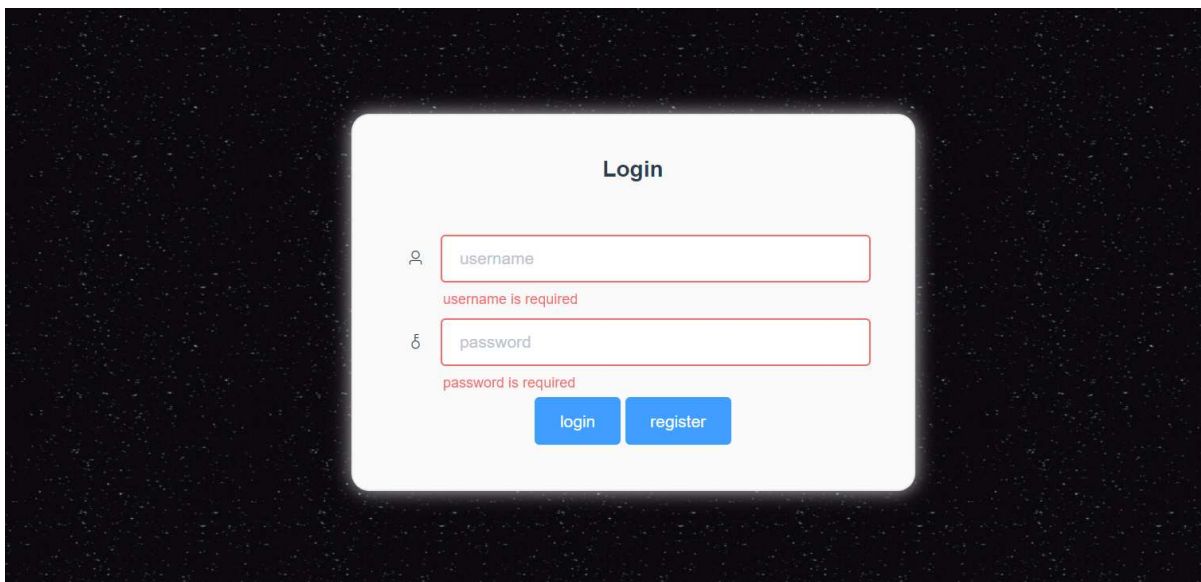 Login
username
username is required
password
password is required
login register